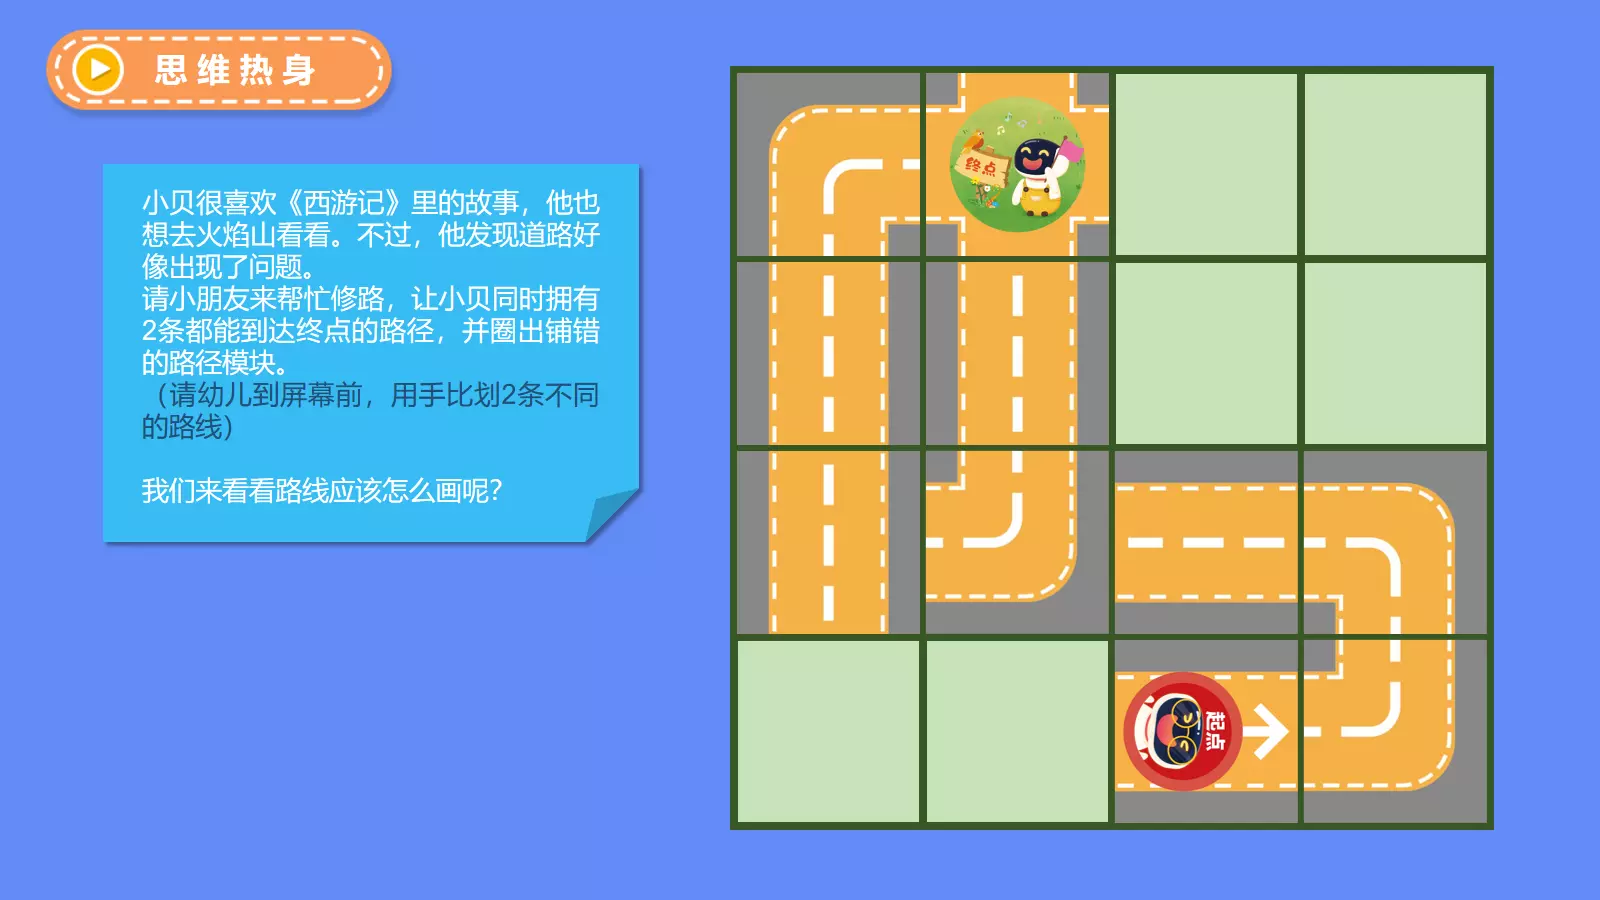 思维热身
小贝很喜欢《西游记》里的故事，他也
想去火焰山看看。不过，他发现道路好
像出现了问题。
请小朋友来帮忙修路，让小贝同时拥有
2条都能到达终点的路径，并圈出铺错
的路径模块。
（请幼儿到屏幕前，用手比划2条不同
的路线）
我们来看看路线应该怎么画呢？
终点
起点